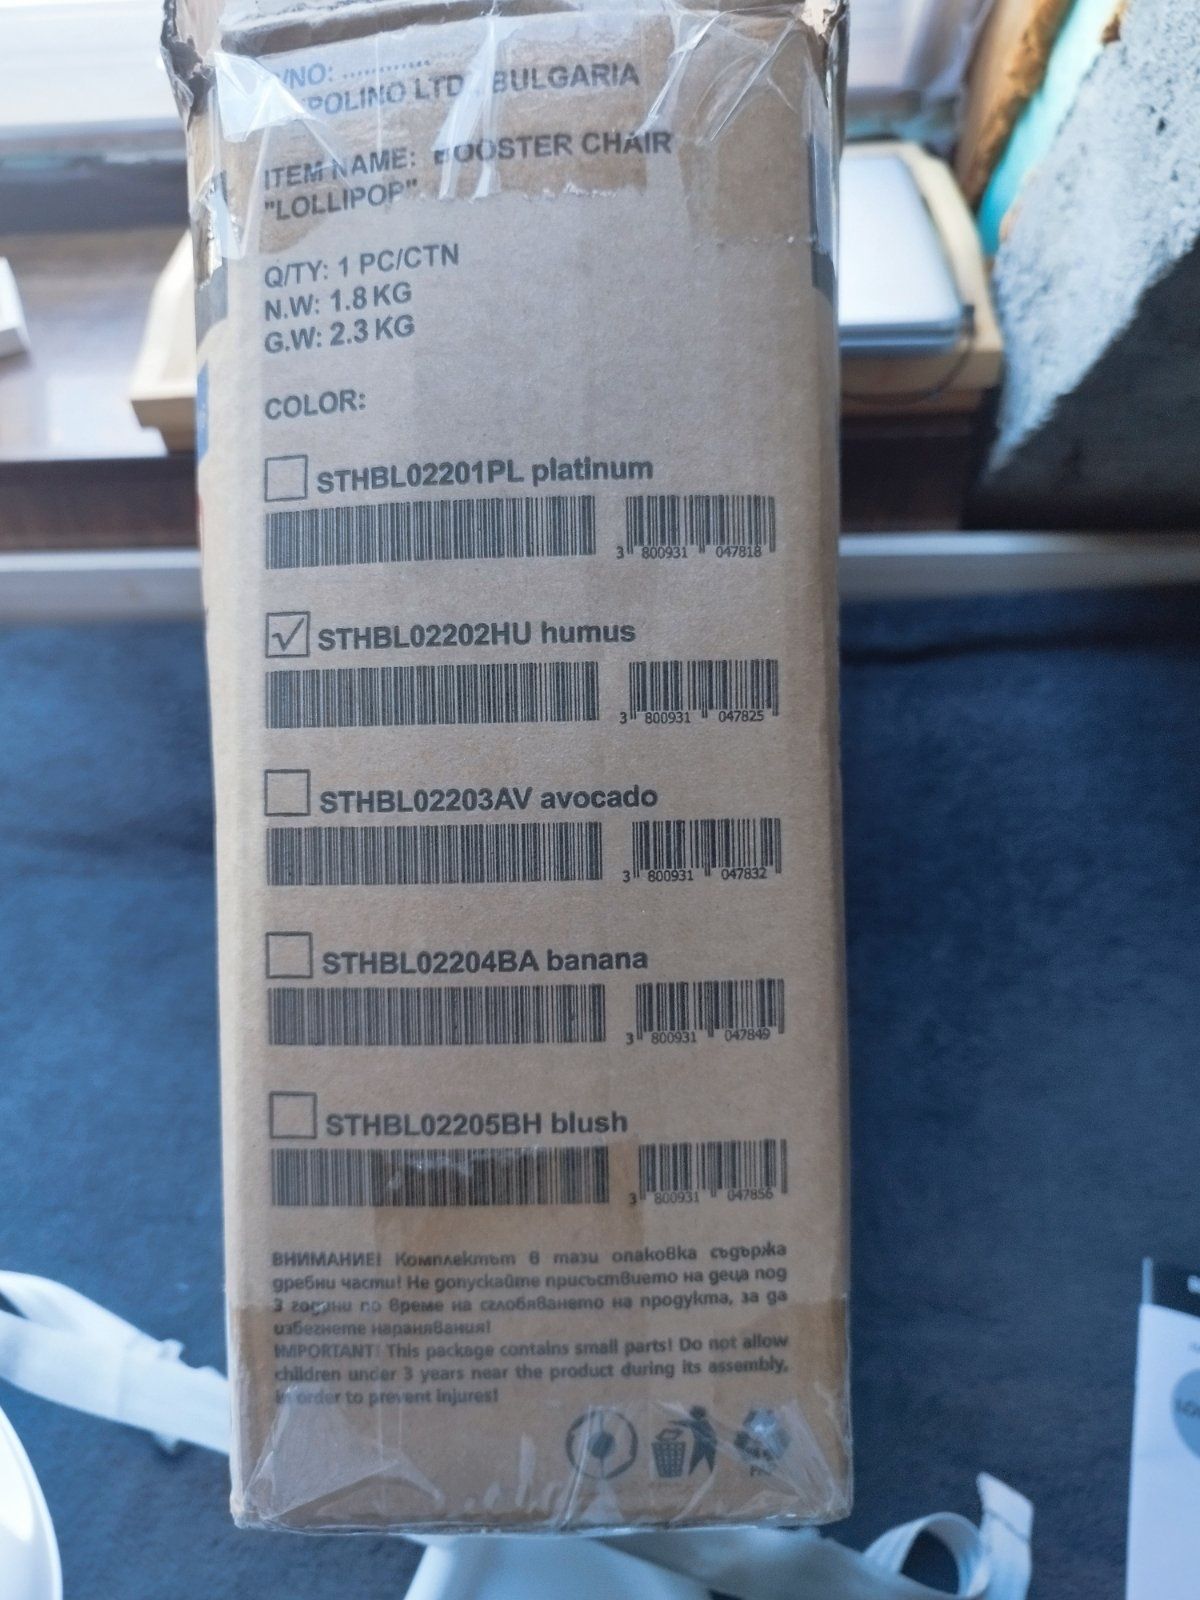 /NO: ............
POLINO LTD., BULGARIA
ITEM NAME: BOOSTER CHAIR
"LOLLIPOP"
Q/TY: 1 PC/CTN
N.W: 1.8 KG
G.W: 2.3 KG
COLOR:
STHBL02201PL platinum
3 800931 047818
STHBL02202HU humus
3 800931 047825
STHBL02203AV avocado
3 800931 047832
STHBL02204BA banana
3 800931 047849
STHBL02205BH blush
3 800931 047856
ВНИМАНИЕ! Комплектът в тази опаковка съдържа
дребни части! Не допускайте присъствието на деца под
3 години по време на сглобяването на продукта, за да
избегнете наранявания!
IMPORTANT! This package contains small parts! Do not allow
children under 3 years near the product during its assembly,
in order to prevent injures!